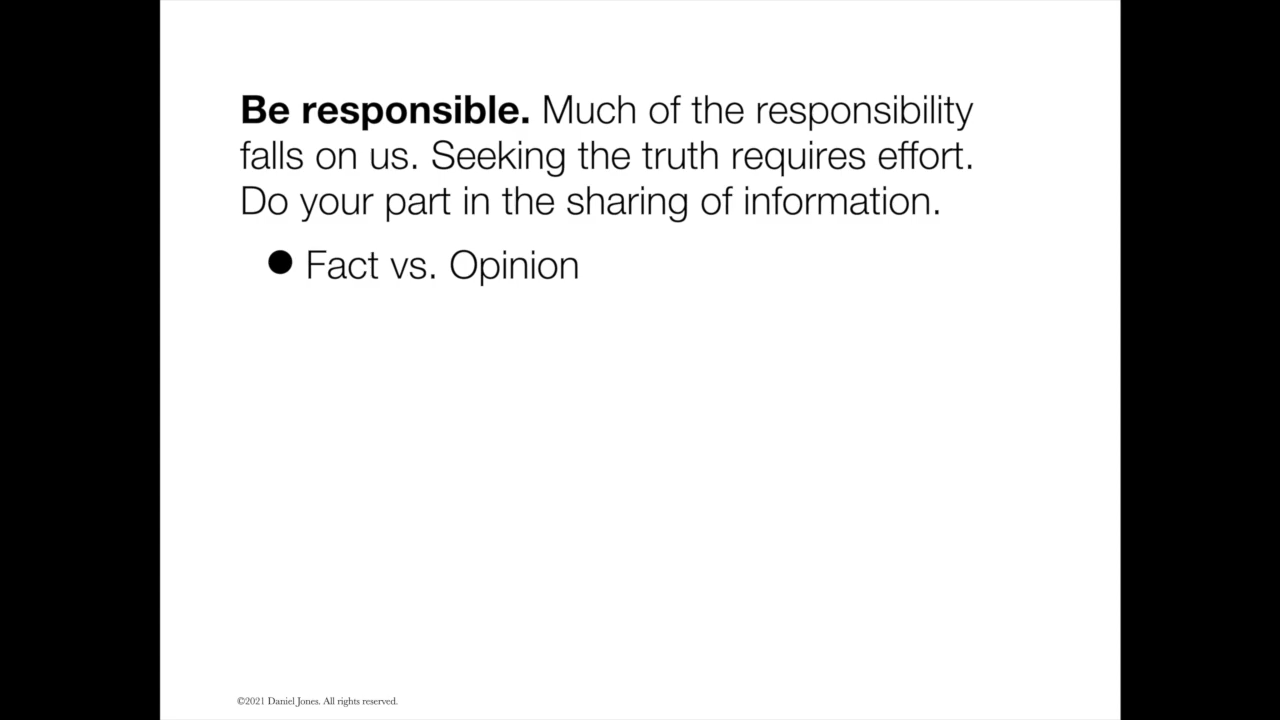 Be responsible. Much of the responsibility
falls on us. Seeking the truth requires effort.
Do your part in the sharing of information.
● Fact vs. Opinion
©2021 Daniel Jones. All rights reserved.